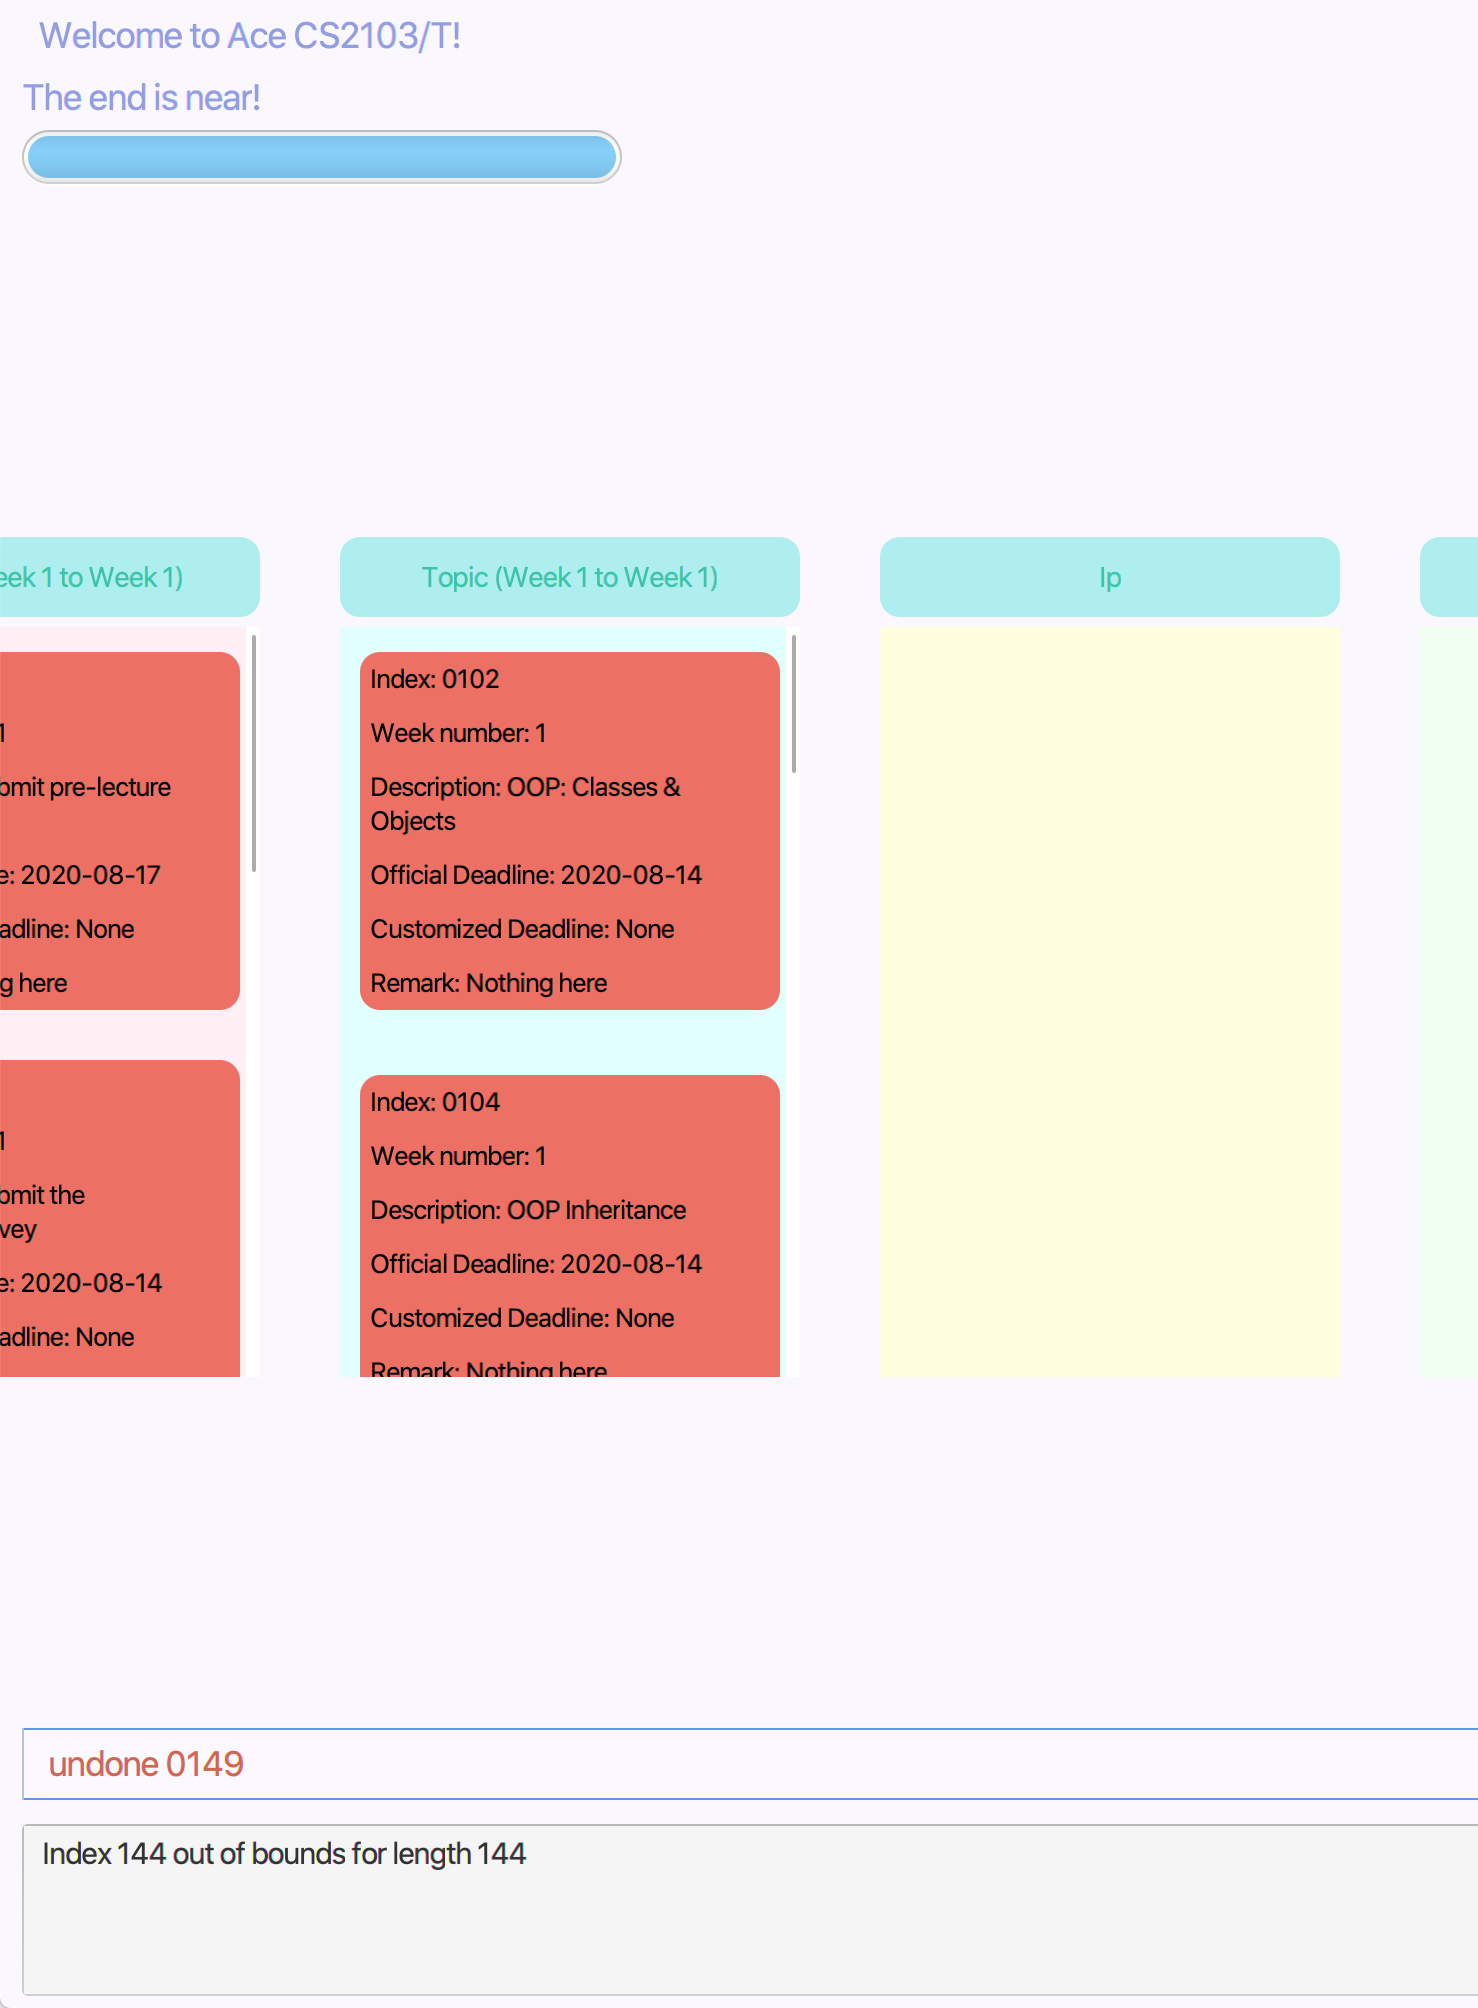 Welcome to Ace CS2103/T!
The end is near!
eek 1 to Week 1)
1
bmit pre-lecture
e: 2020-08-17
adline: None
g here
1
bmit the
vey
e: 2020-08-14
adline: None
Topic (Week 1 to Week 1)
Index: 0102
Week number: 1
Description: OOP: Classes &
Objects
Official Deadline: 2020-08-14
Customized Deadline: None
Remark: Nothing here
Index: 0104
Week number: 1
Description: OOP Inheritance
Official Deadline: 2020-08-14
Customized Deadline: None
Remark: Nothing here
Ip
undone 0149
Index 144 out of bounds for length 144